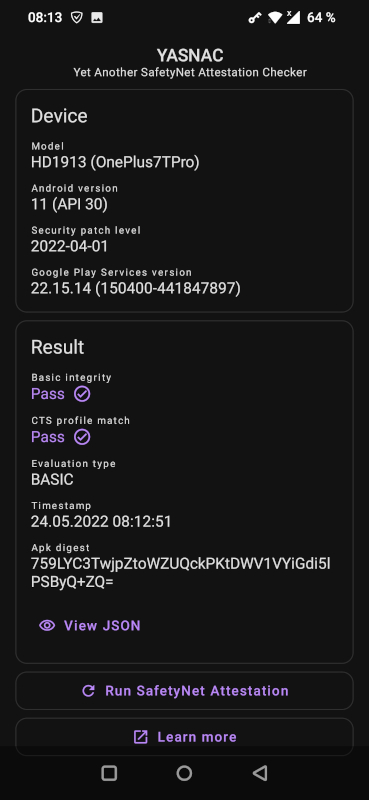 08:13
64 %
YASNAC
Yet Another SafetyNet Attestation Checker
Device
Model
HD1913 (OnePlus7TPro)
Android version
11 (API 30)
Security patch level
2022-04-01
Google Play Services version
22.15.14 (150400-441847897)
Result
Basic integrity
Pass
CTS profile match
Pass
Evaluation type
BASIC
Timestamp
24.05.2022 08:12:51
Apk digest
759LYC3TwjpZtoWZUQckPKtDWV1VYiGdi5l
PSByQ+ZQ=
View JSON
Run SafetyNet Attestation
Learn more